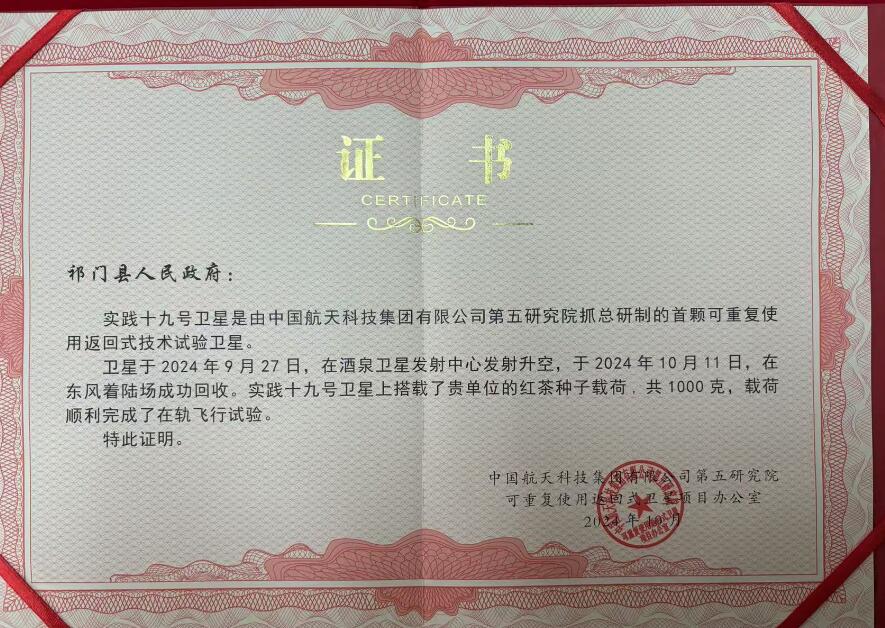 证 书
CERTIFICATE
祁门县人民政府：
实践十九号卫星是由中国航天科技集团有限公司第五研究院抓总研制的首颗可重复使
用返回式技术试验卫星。
卫星于 2024 年 9 月 27 日，在酒泉卫星发射中心发射升空，于 2024 年 10 月 11 日，在
东风着陆场成功回收。实践十九号卫星上搭载了贵单位的红茶种子载荷，共 1000 克，载荷
顺利完成了在轨飞行试验。
特此证明。
中国航天科技集团有限公司第五研究院
可重复使用返回式卫星项目办公室
2024 年 10 月